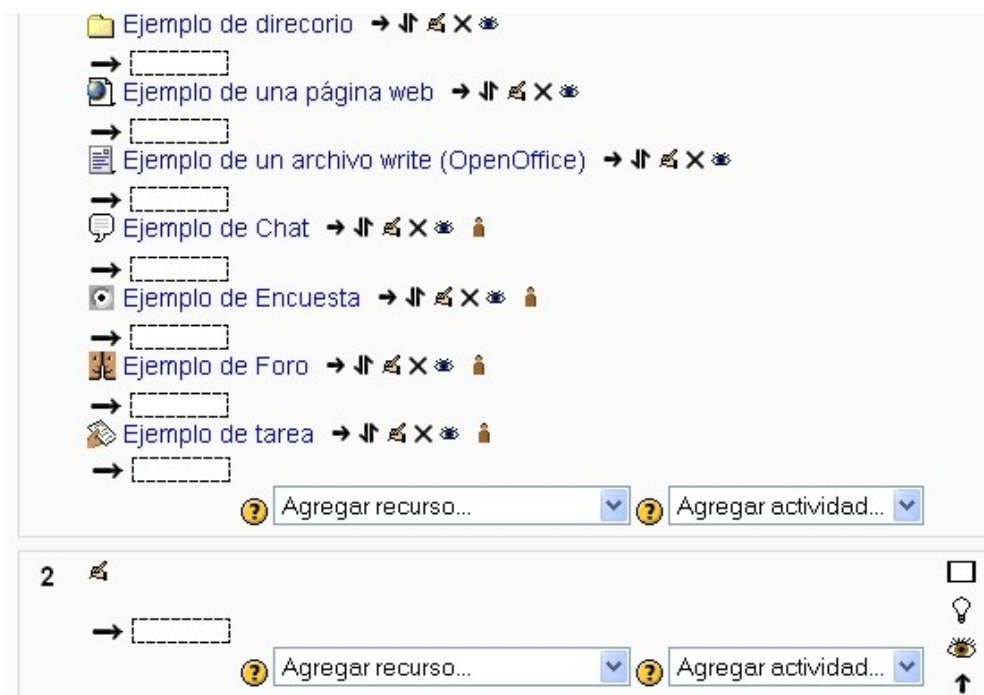 Ejemplo de direcorio
Ejemplo de una página web
Ejemplo de un archivo write (OpenOffice)
Ejemplo de Chat
Ejemplo de Encuesta
Ejemplo de Foro
Ejemplo de tarea
? Agregar recurso... ? Agregar actividad...
2
? Agregar recurso... ? Agregar actividad...